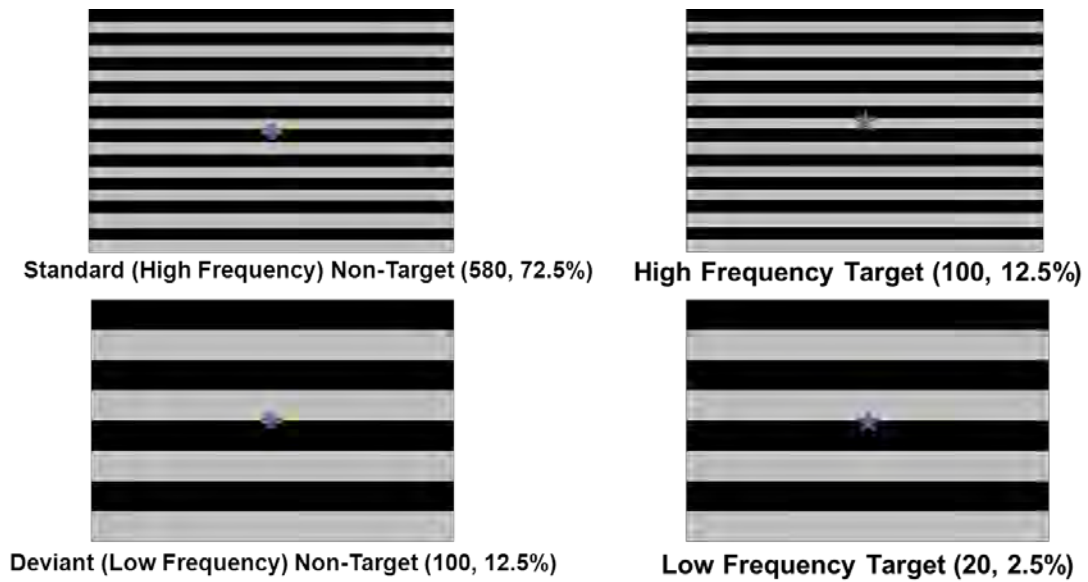 Standard (High Frequency) Non-Target (580, 72.5%)
High Frequency Target (100, 12.5%)
Deviant (Low Frequency) Non-Target (100, 12.5%)
Low Frequency Target (20, 2.5%)